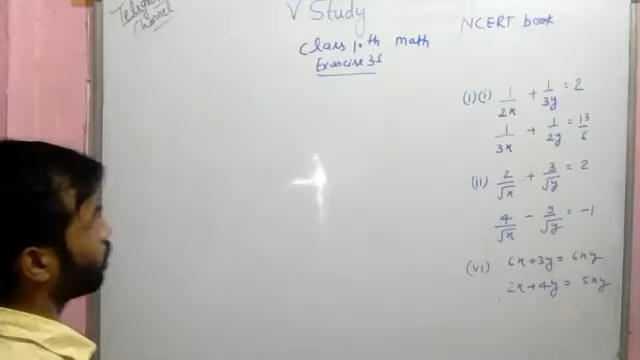 Telegram
Channel
V Study
Class 10th math
Exercise 3.6
NCERT book
(1)(i) 1/2x + 1/3y = 2
1/3x + 1/2y = 13/6
(ii) 2/√x + 3/√y = 2
4/√x - 9/√y = -1
(vi) 6x+3y = 6xy
2x+4y = 5xy